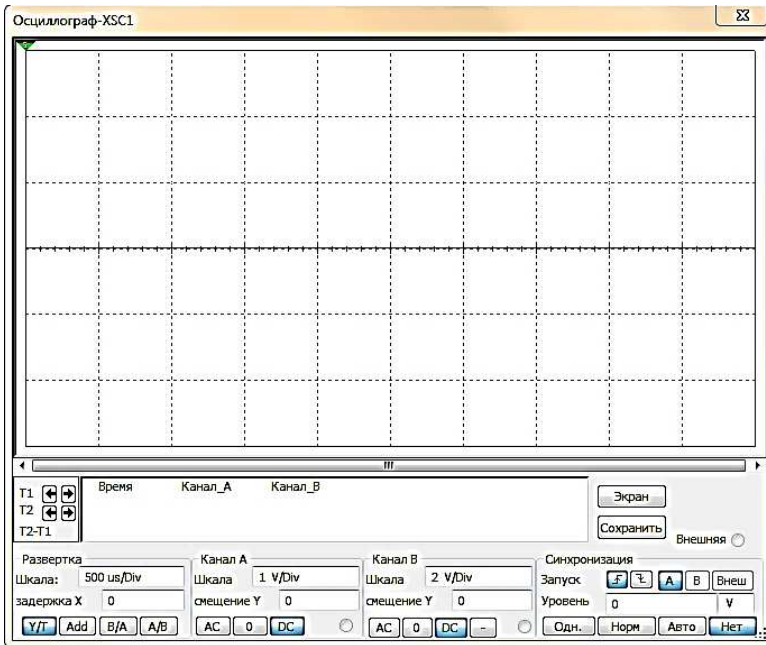 Осциллограф-XSC1
T1
T2
T2-T1
Время Канал_А Канал_В
Экран
Сохранить
Внешняя
Развертка
Шкала: 500 us/Div
задержка X 0
Y/T Add B/A A/B
Канал А
Шкала 1 V/Div
смещение Y 0
AC 0 DC
Канал В
Шкала 2 V/Div
смещение Y 0
AC 0 DC -
Синхронизация
Запуск A B Внеш
Уровень 0 V
Одн. Норм Авто Нет